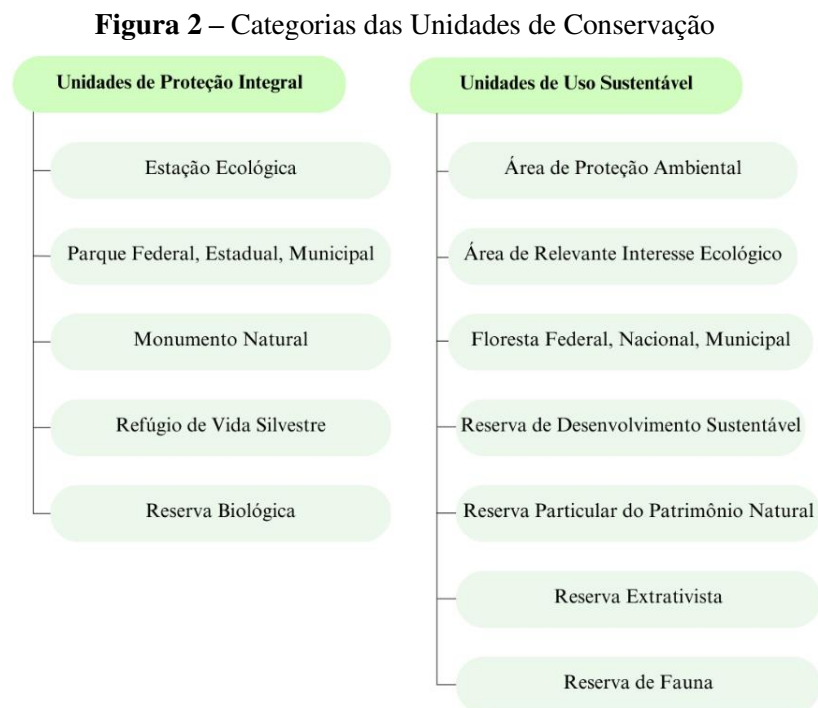 Figura 2 – Categorias das Unidades de Conservação
Unidades de Proteção Integral
Estação Ecológica
Parque Federal, Estadual, Municipal
Monumento Natural
Refúgio de Vida Silvestre
Reserva Biológica
Unidades de Uso Sustentável
Área de Proteção Ambiental
Área de Relevante Interesse Ecológico
Floresta Federal, Nacional, Municipal
Reserva de Desenvolvimento Sustentável
Reserva Particular do Patrimônio Natural
Reserva Extrativista
Reserva de Fauna